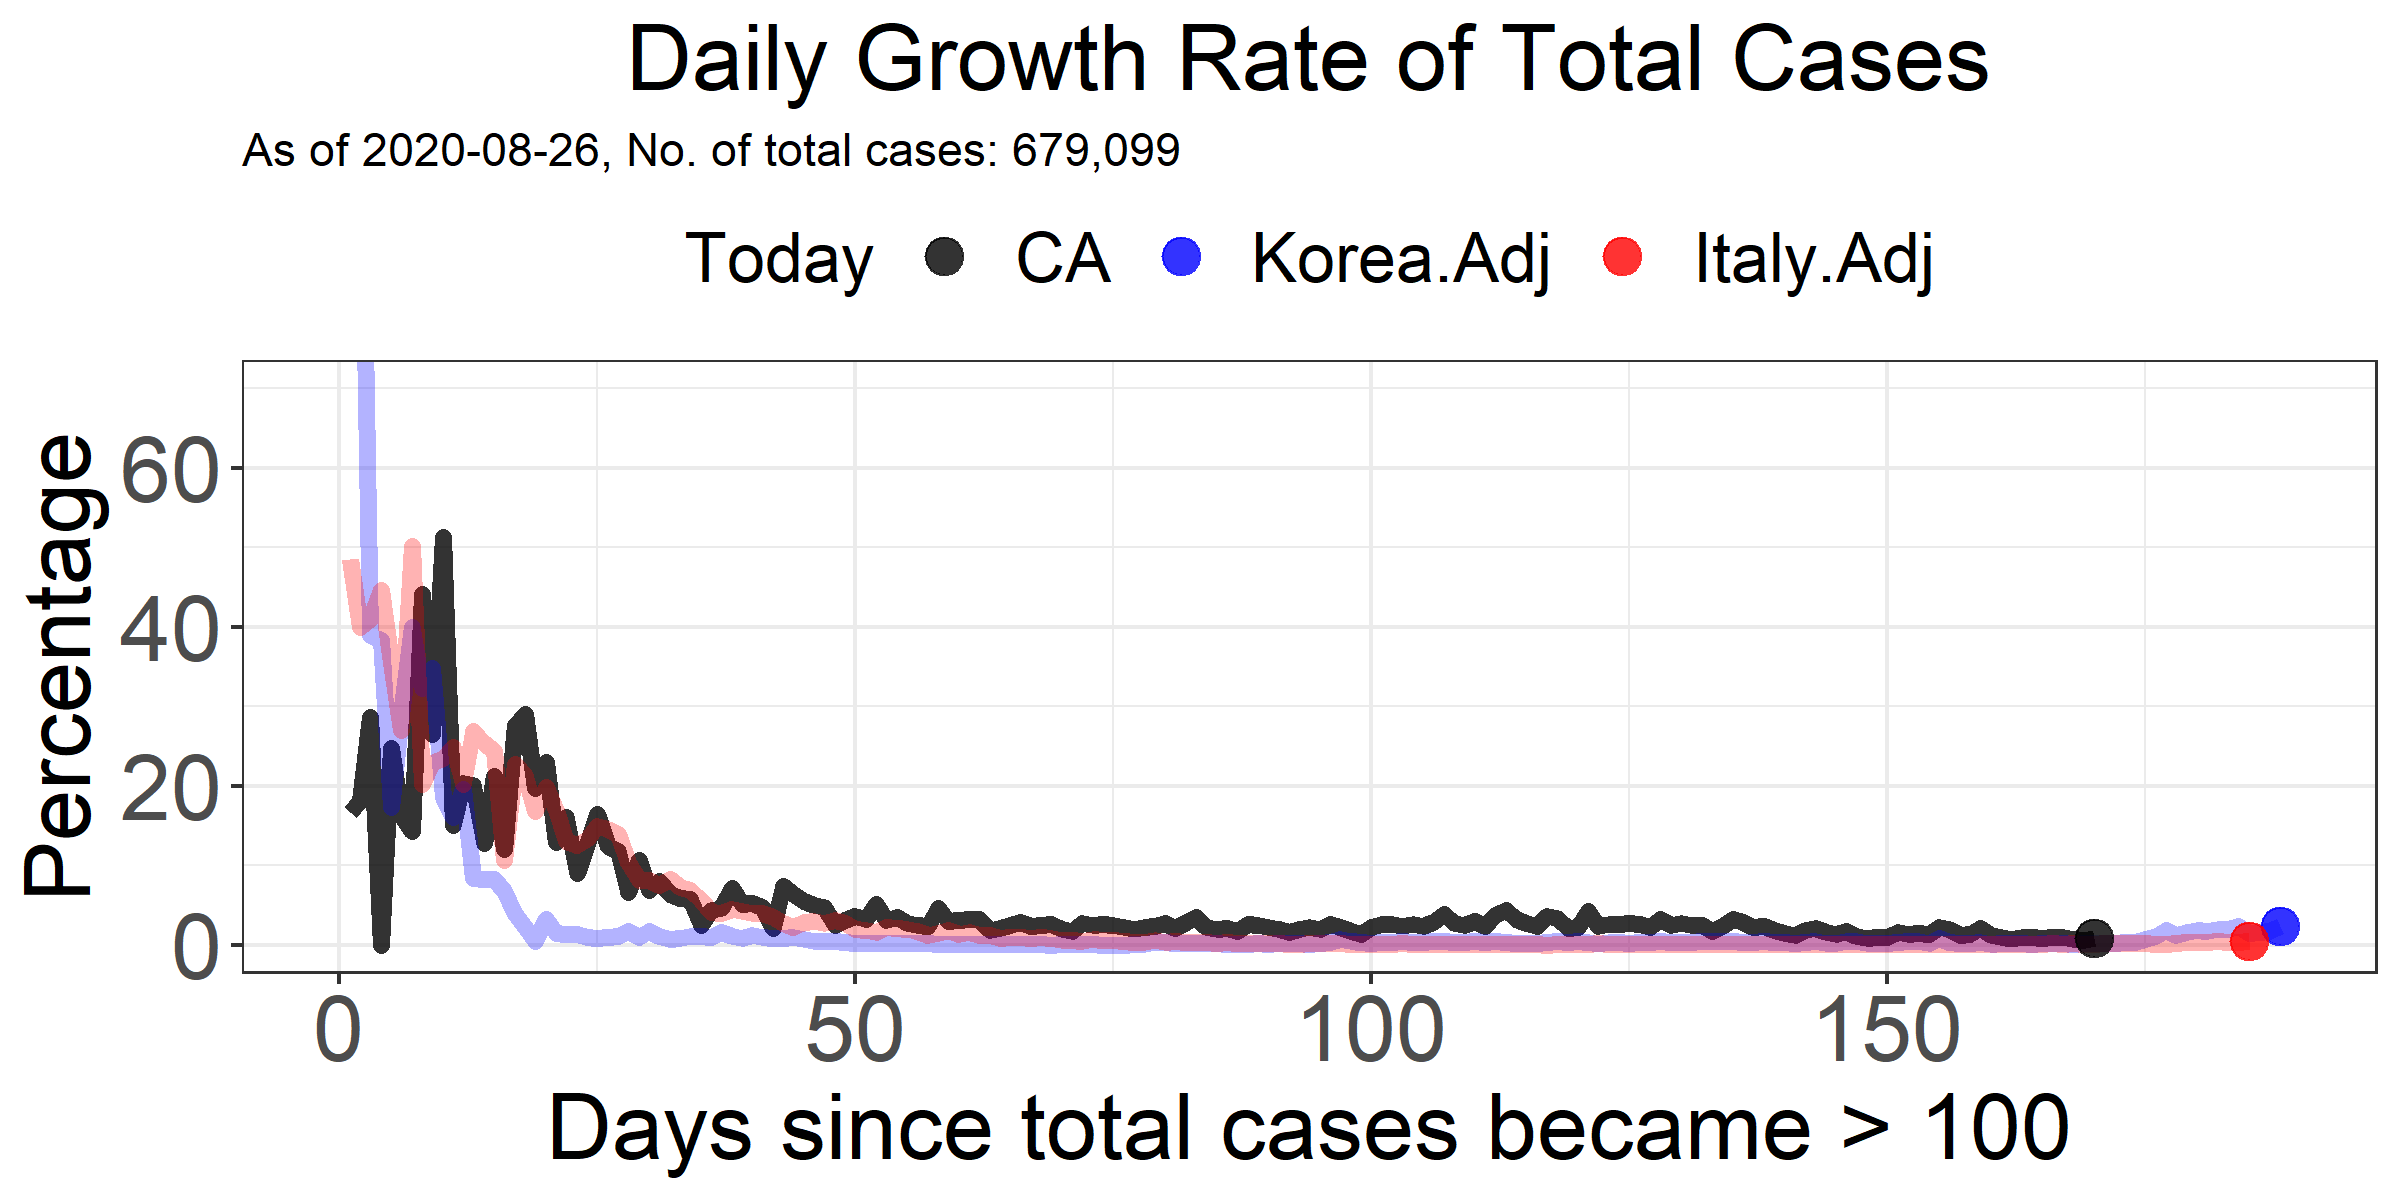 Daily Growth Rate of Total Cases
As of 2020-08-26, No. of total cases: 679,099
Today CA Korea.Adj Italy.Adj
Percentage
60
40
20
0
0 50 100 150
Days since total cases became > 100